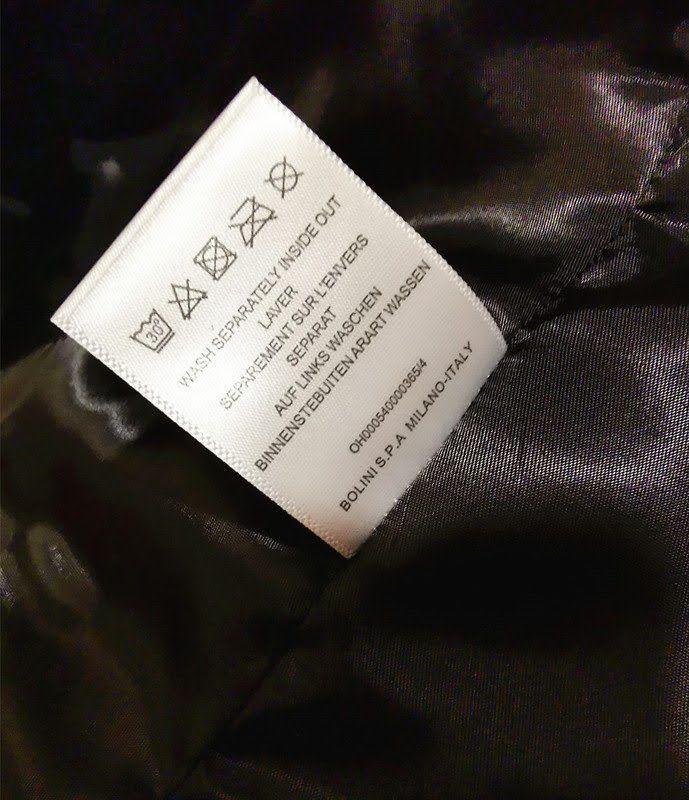 30°
WASH SEPARATELY INSIDE OUT
LAVER
SEPAREMENT SUR L'ENVERS
SEPARAT
AUF LINKS WASCHEN
BINNENSTEBUITEN ARART WASSEN
OH000540000365/4
BOLINI S.P.A MILANO-ITALY